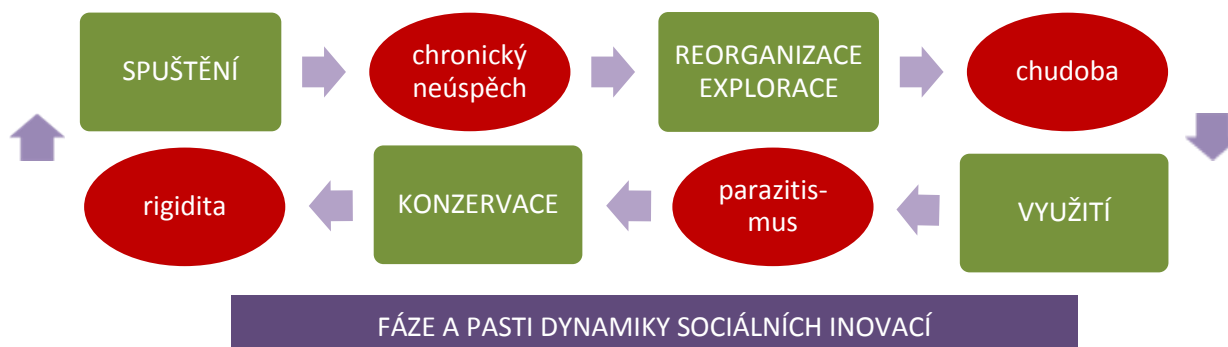 SPUŠTĚNÍ
chronický
neúspěch
REORGANIZACE
EXPLORACE
chudoba
rigidita
KONZERVACE
parazitis-
mus
VYUŽITÍ
FÁZE A PASTI DYNAMIKY SOCIÁLNÍCH INOVACÍ